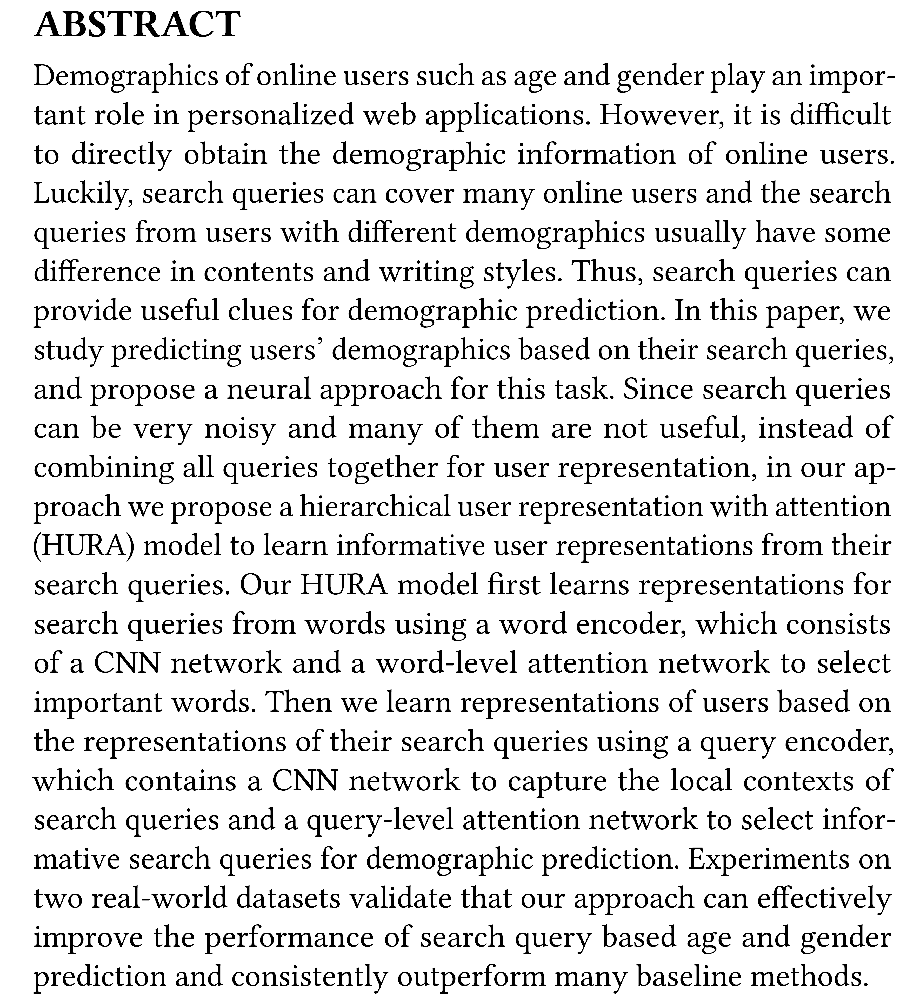 ABSTRACT
Demographics of online users such as age and gender play an impor-
tant role in personalized web applications. However, it is difficult
to directly obtain the demographic information of online users.
Luckily, search queries can cover many online users and the search
queries from users with different demographics usually have some
difference in contents and writing styles. Thus, search queries can
provide useful clues for demographic prediction. In this paper, we
study predicting users’ demographics based on their search queries,
and propose a neural approach for this task. Since search queries
can be very noisy and many of them are not useful, instead of
combining all queries together for user representation, in our ap-
proach we propose a hierarchical user representation with attention
(HURA) model to learn informative user representations from their
search queries. Our HURA model first learns representations for
search queries from words using a word encoder, which consists
of a CNN network and a word-level attention network to select
important words. Then we learn representations of users based on
the representations of their search queries using a query encoder,
which contains a CNN network to capture the local contexts of
search queries and a query-level attention network to select infor-
mative search queries for demographic prediction. Experiments on
two real-world datasets validate that our approach can effectively
improve the performance of search query based age and gender
prediction and consistently outperform many baseline methods.